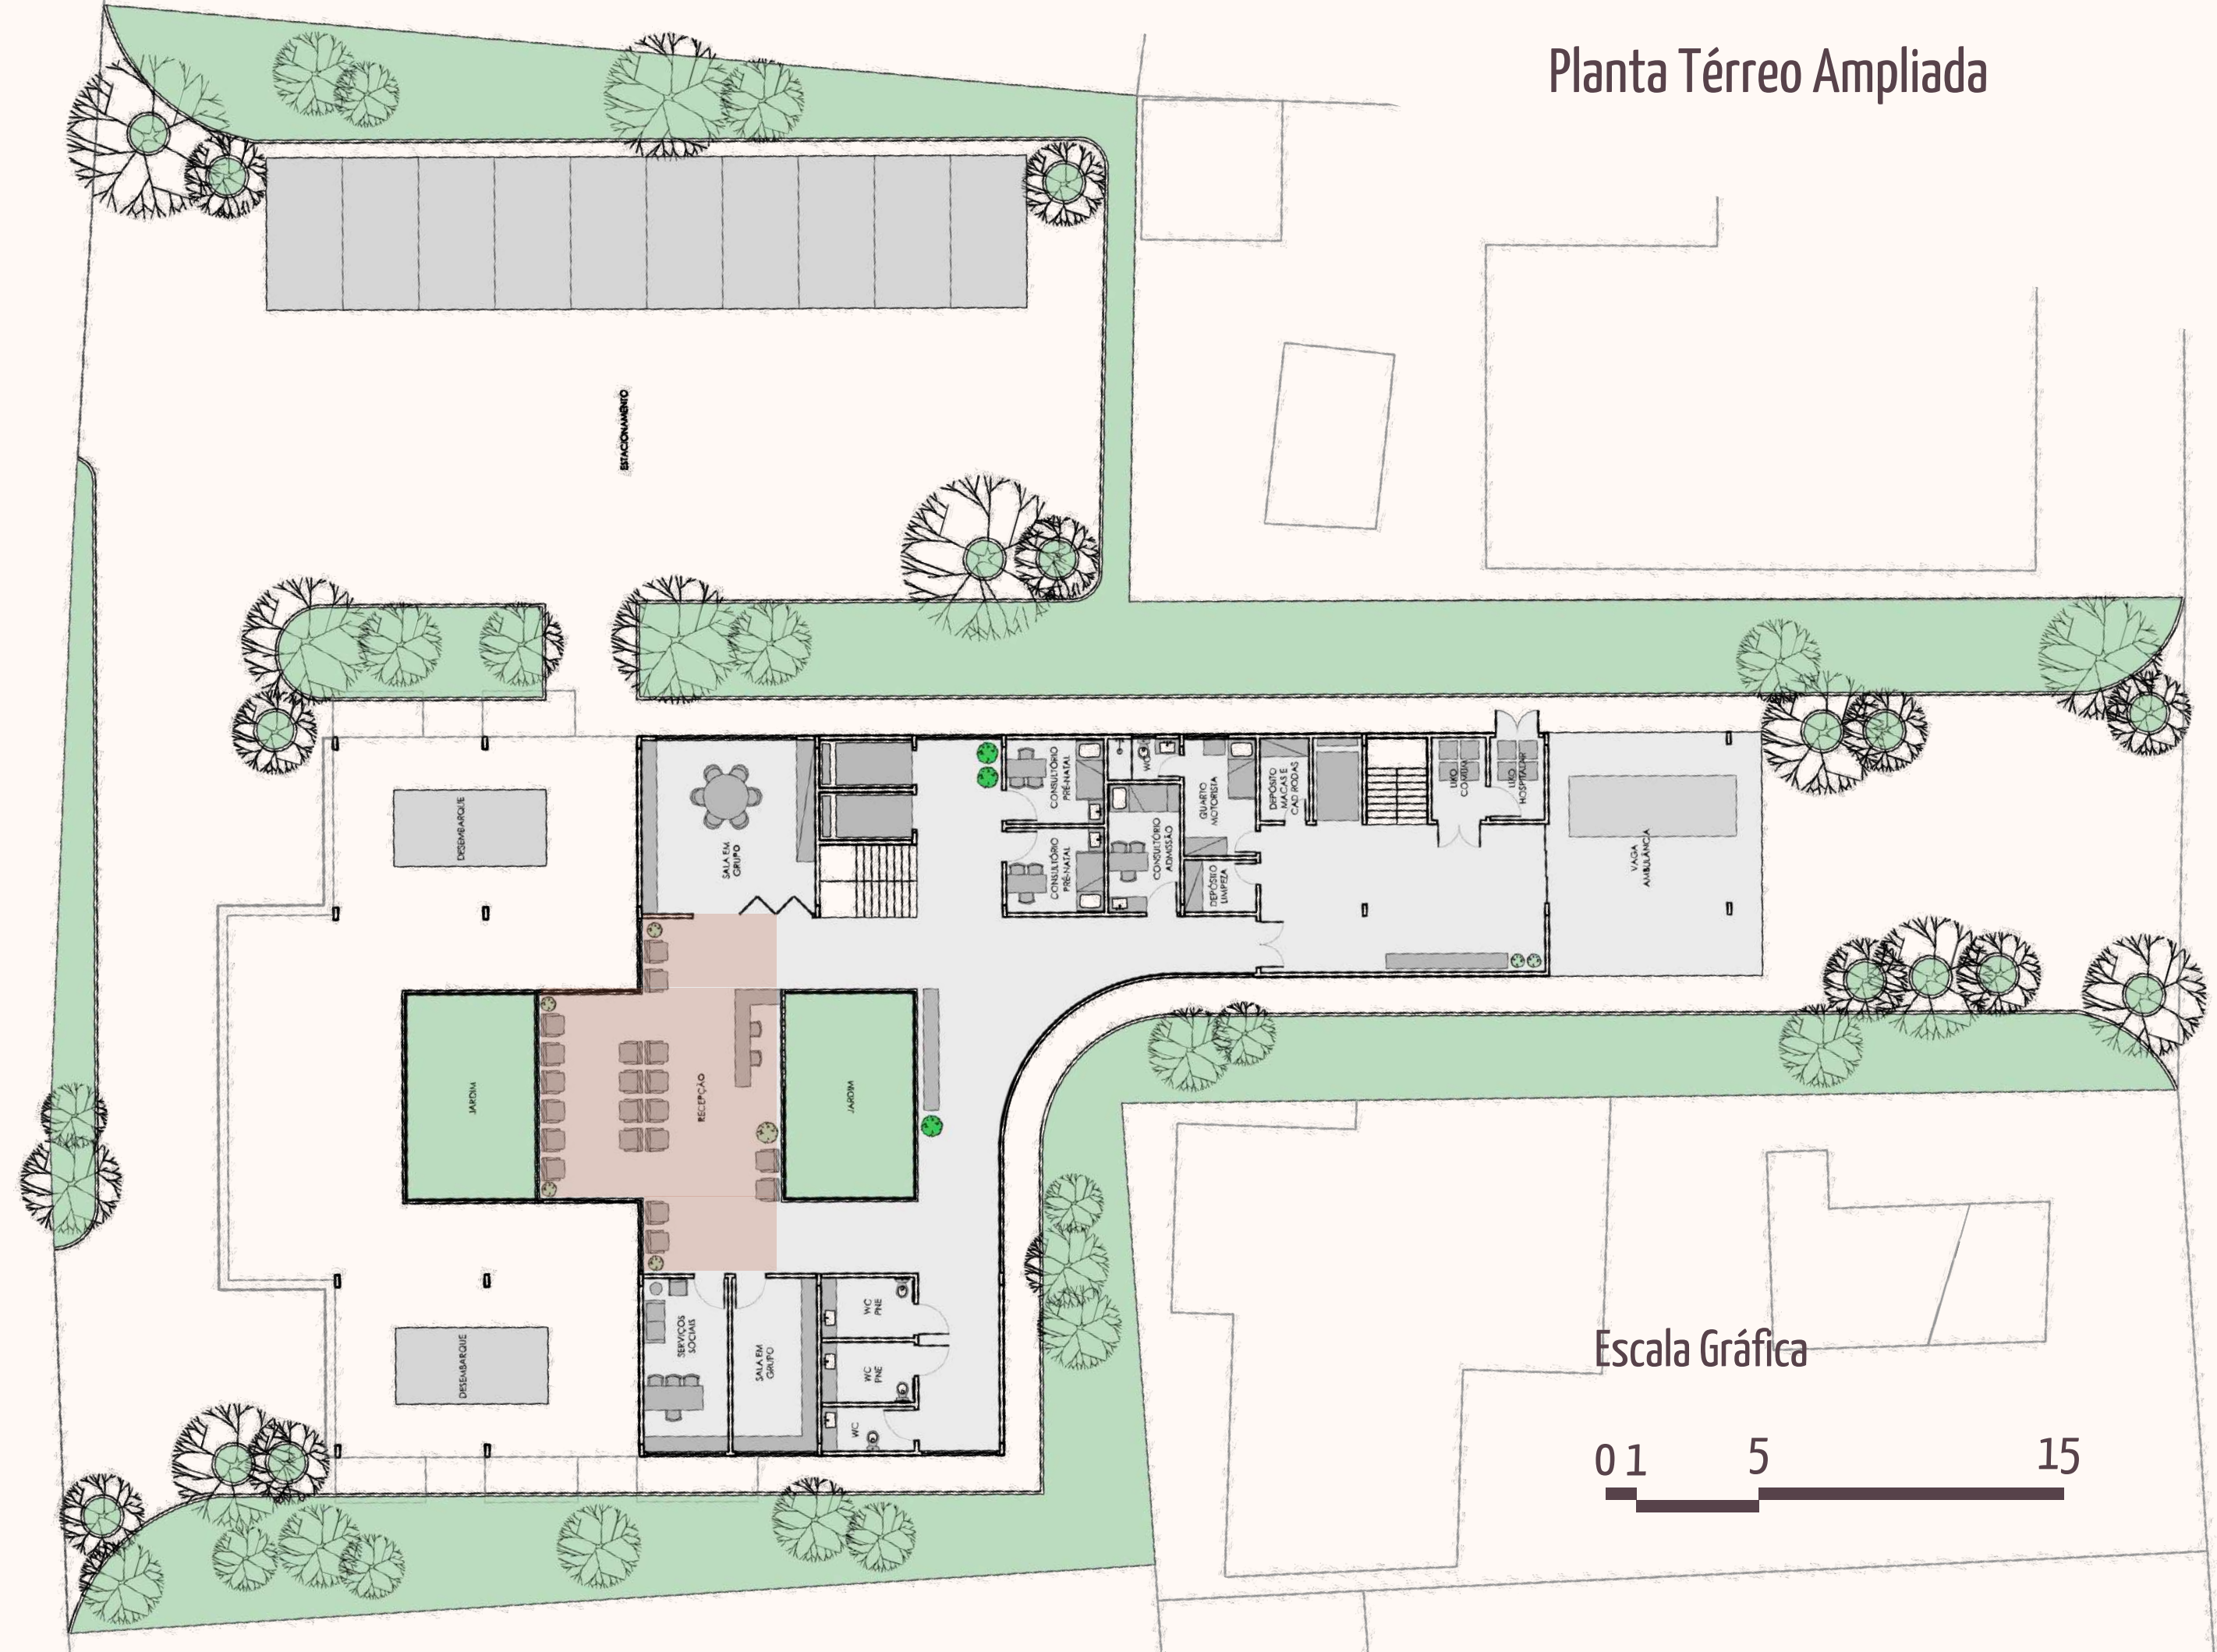 Planta Térreo Ampliada
ESTACIONAMENTO
DESEMBARQUE
SALA EM
GRUPO
CONSULTÓRIO
PRÉ-NATAL
CONSULTÓRIO
PRÉ-NATAL
WC
CONSULTÓRIO
ADMISSÃO
QUARTO
MOTORISTA
DEPÓSITO
LIMPEZA
DEPÓSITO
MACAS E
CAD RODAS
LIXO
COMUM
LIXO
HOSPITALAR
VAGA
AMBULÂNCIA
JARDIM
RECEPÇÃO
JARDIM
DESEMBARQUE
SERVIÇOS
SOCIAIS
SALA EM
GRUPO
WC
PNE
WC
PNE
WC
Escala Gráfica
0 1 5 15